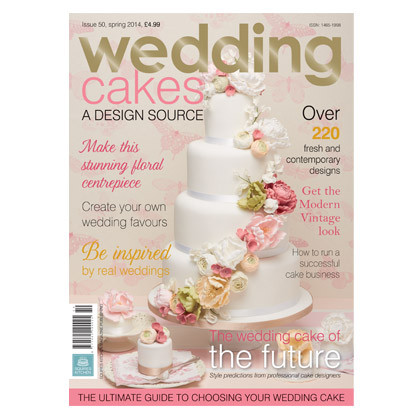 Issue 50, spring 2014, £4.99
wedding
cakes
A DESIGN SOURCE
Make this
stunning floral
centrepiece
Create your own
wedding favours
Be inspired
by real weddings
Over
220
fresh and
contemporary
designs
Get the
Modern
Vintage
look
How to run a
successful
cake business
The wedding cake of
the future
Style predictions from professional cake designers
THE ULTIMATE GUIDE TO CHOOSING YOUR WEDDING CAKE